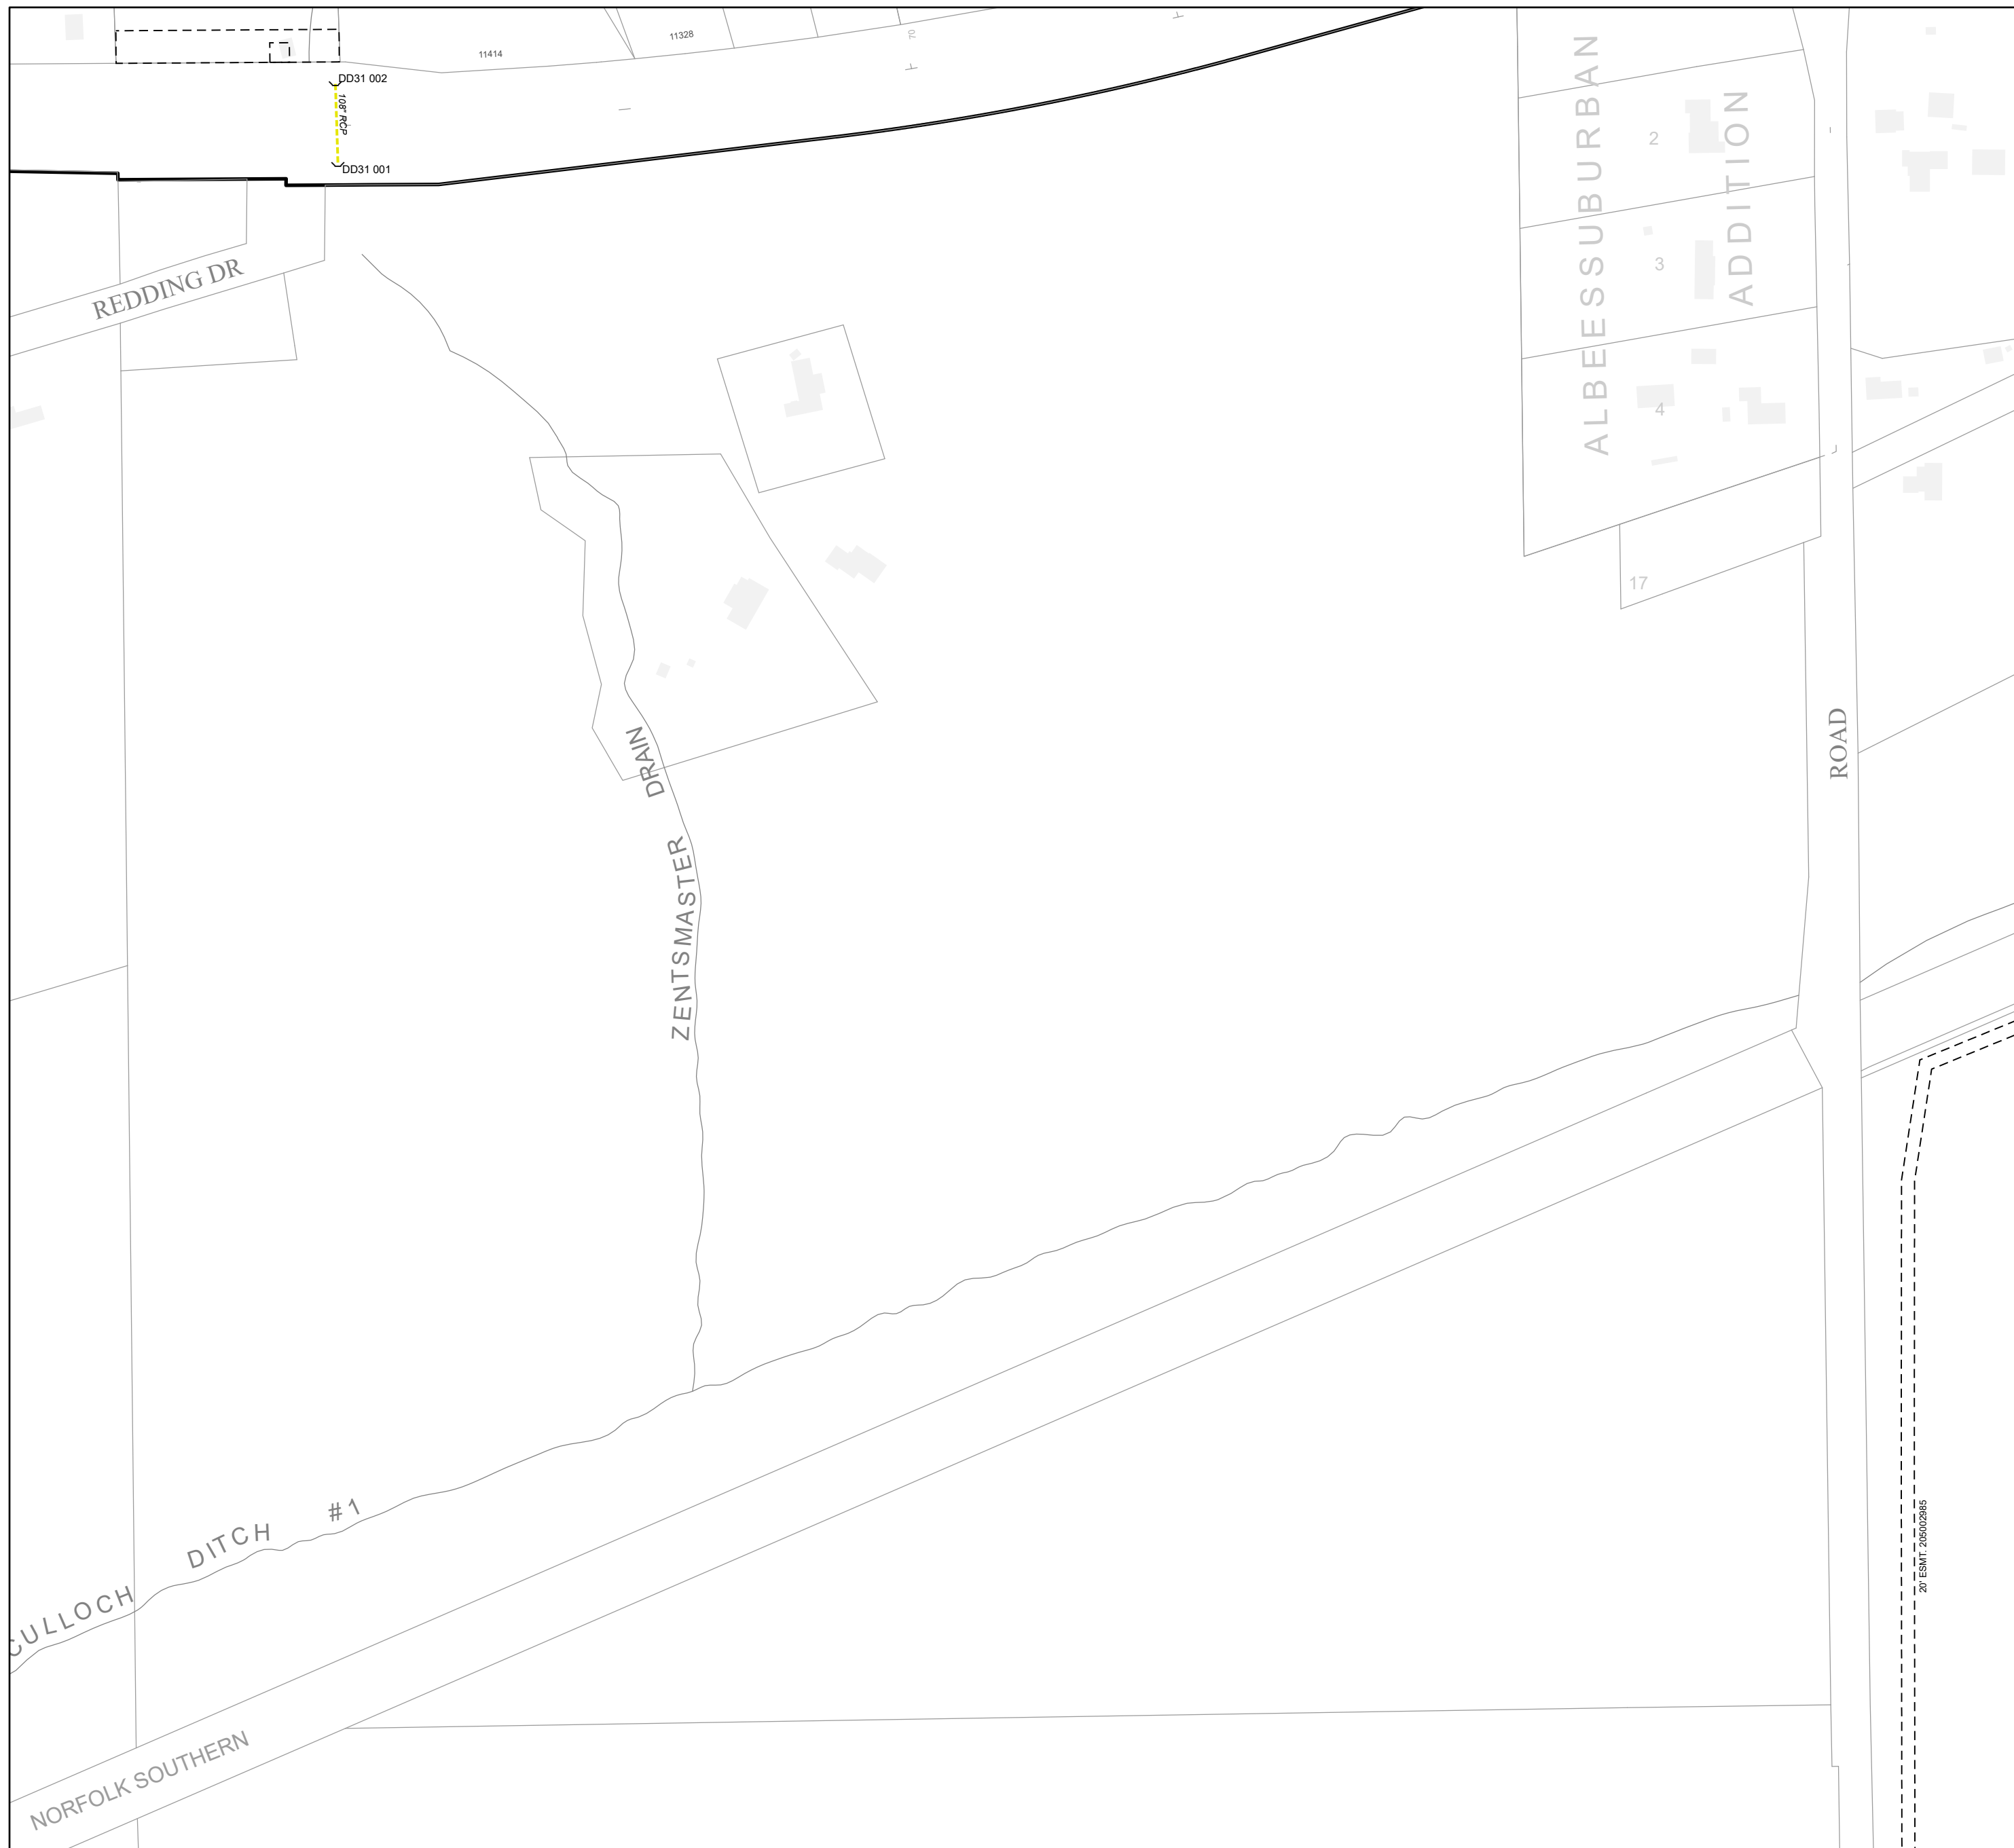 11414
11328
70
DD31 002
108" RCP
DD31 001
REDDING DR
ALBEESSUBURBAN
ADDITION
2
3
4
17
ROAD
ZENTSMASTER DRAIN
CULLOCH DITCH #1
NORFOLK SOUTHERN
20' ESMT. 205002985